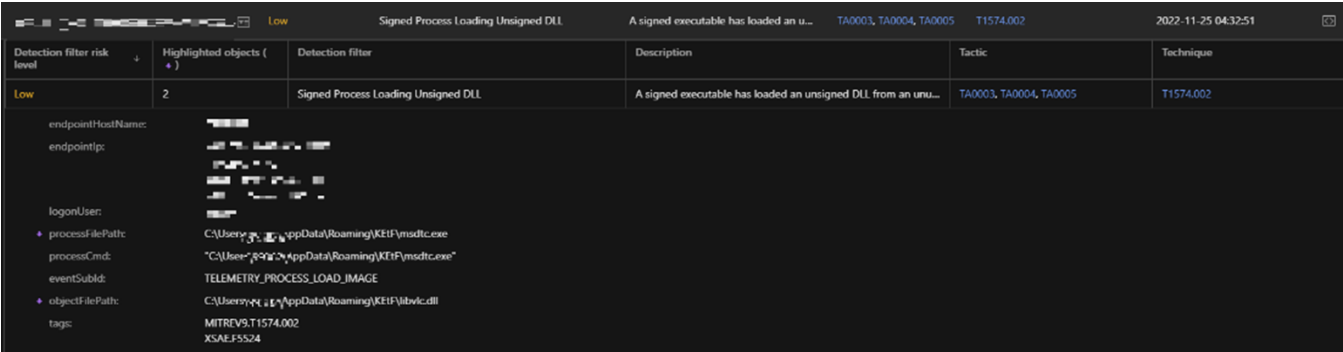 Low Signed Process Loading Unsigned DLL A signed executable has loaded an u... TA0003, TA0004, TA0005 T1574.002 2022-11-25 04:32:51
Detection filter risk level Highlighted objects ( ) Detection filter Description Tactic Technique
Low 2 Signed Process Loading Unsigned DLL A signed executable has loaded an unsigned DLL from an unu... TA0003, TA0004, TA0005 T1574.002
endpointHostName:
endpointIp:
logonUser:
processFilePath: C:\Users AppData\Roaming\KEtF\msdtc.exe
processCmd: "C:\User AppData\Roaming\KEtF\msdtc.exe"
eventSubId: TELEMETRY_PROCESS_LOAD_IMAGE
objectFilePath: C:\Users AppData\Roaming\KEtF\libvlc.dll
tags: MITREV9.T1574.002
XSAE.F5524